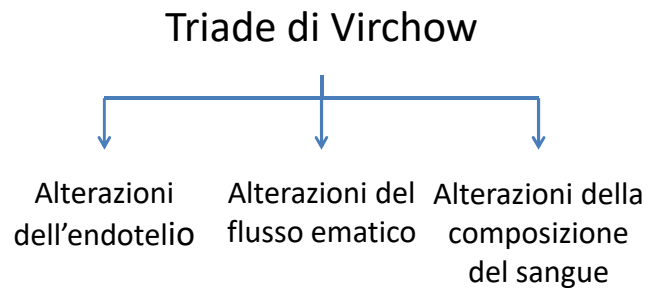 Triade di Virchow
Alterazioni
dell’endotelio
Alterazioni del
flusso ematico
Alterazioni della
composizione
del sangue